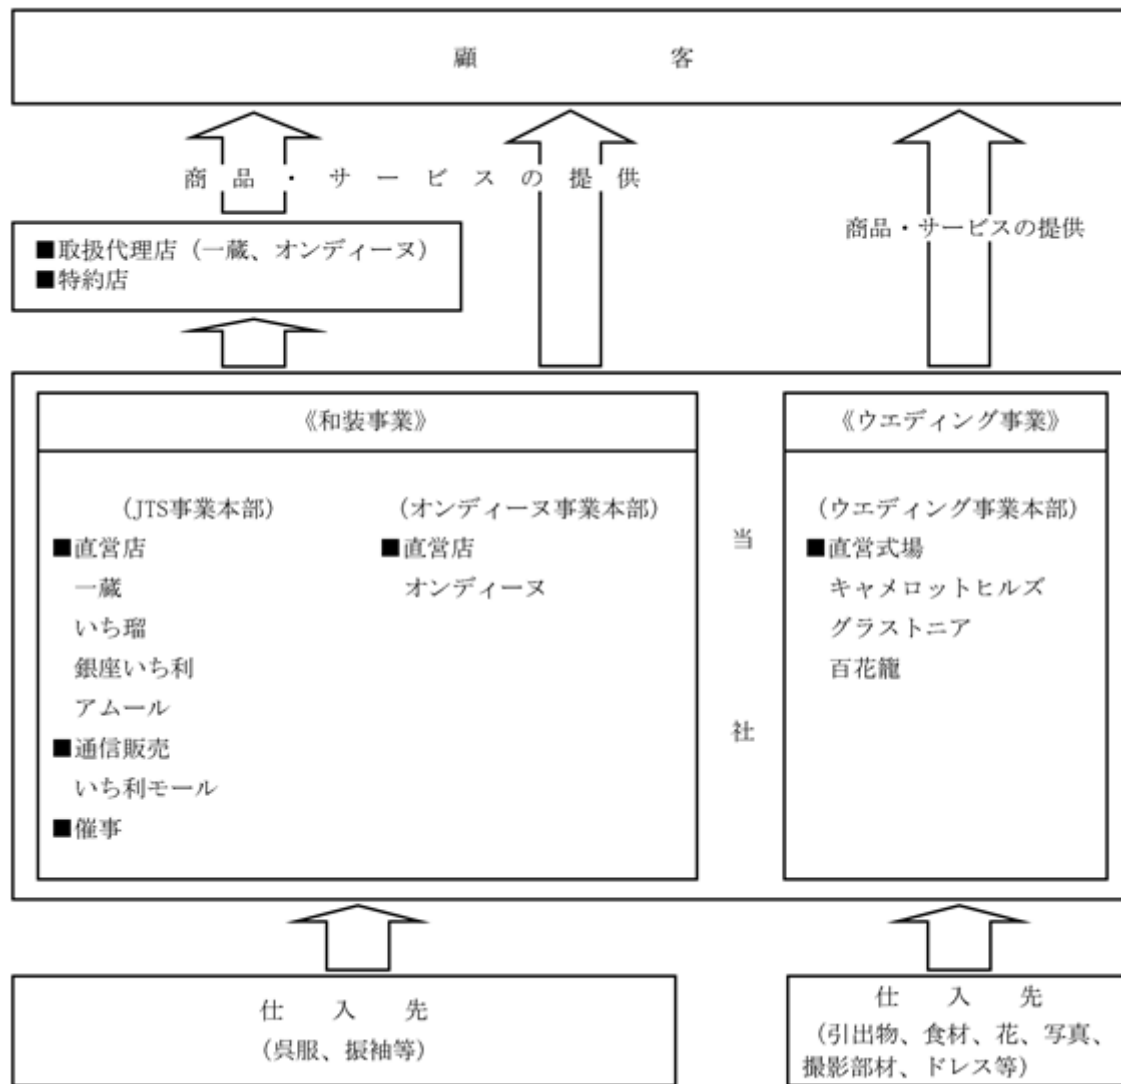 顧客
商品・サービスの提供
■取扱代理店（一蔵、オンディーヌ）
■特約店
商品・サービスの提供
《和装事業》
（JTS事業本部）
■直営店
一蔵
いち瑠
銀座いち利
アムール
■通信販売
いち利モール
■催事
（オンディーヌ事業本部）
■直営店
オンディーヌ
当社
《ウエディング事業》
（ウエディング事業本部）
■直営式場
キャメロットヒルズ
グラストニア
百花籠
仕入先
（呉服、振袖等）
仕入先
（引出物、食材、花、写真、
撮影部材、ドレス等）